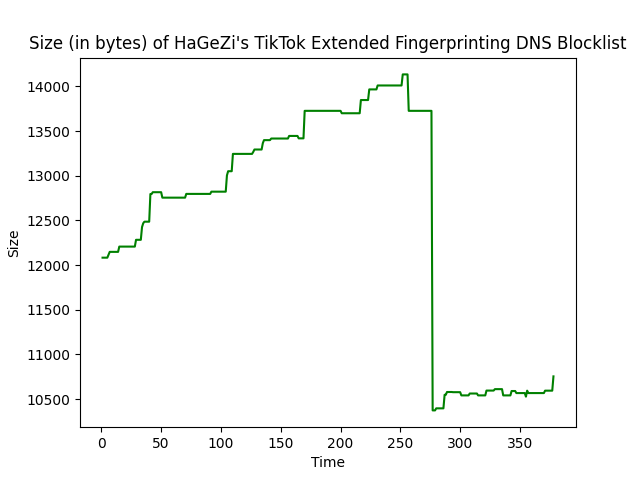 Size (in bytes) of HaGeZi's TikTok Extended Fingerprinting DNS Blocklist
14000
13500
13000
12500
12000
11500
11000
10500
Size
0 50 100 150 200 250 300 350
Time